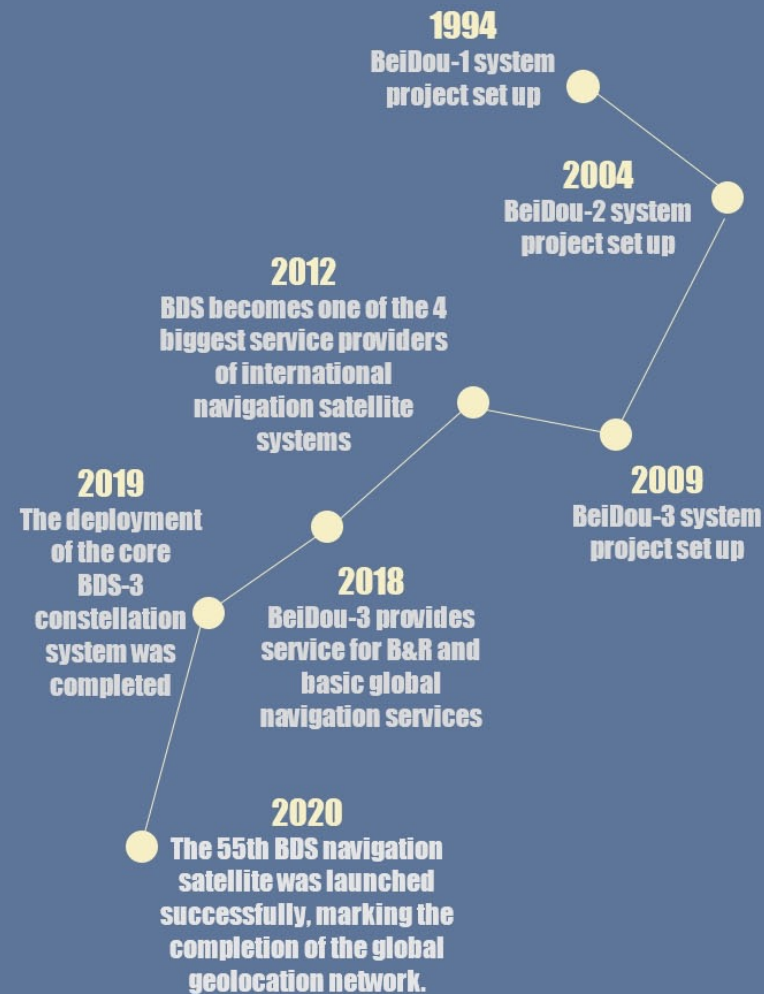 1994
BeiDou-1 system
project set up
2004
BeiDou-2 system
project set up
2009
BeiDou-3 system
project set up
2012
BDS becomes one of the 4
biggest service providers
of international
navigation satellite
systems
2018
BeiDou-3 provides
service for B&R and
basic global
navigation services
2019
The deployment
of the core
BDS-3
constellation
system was
completed
2020
The 55th BDS navigation
satellite was launched
successfully, marking the
completion of the global
geolocation network.